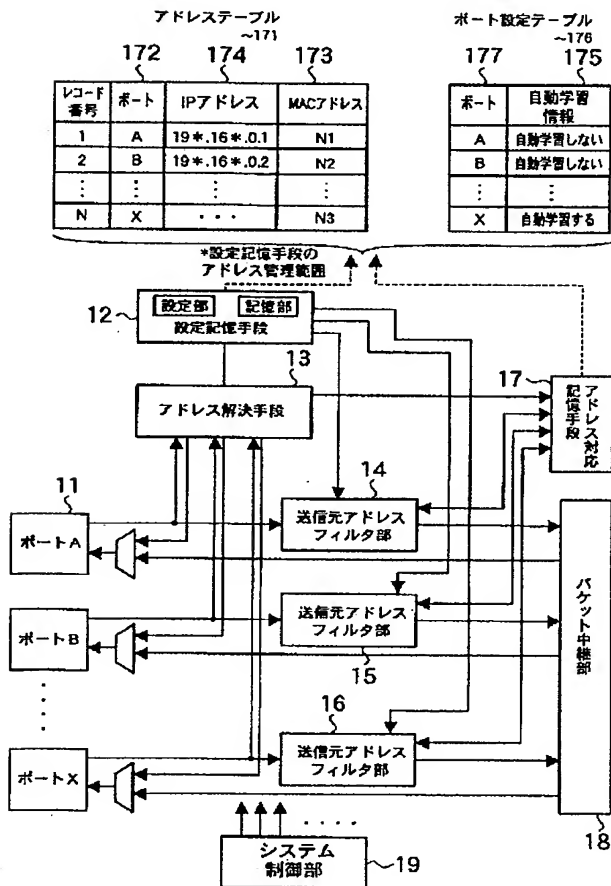 アドレステーブル
~171
172 174 173
レコード番号 ポート IPアドレス MACアドレス
1 A 19*.16*.0.1 N1
2 B 19*.16*.0.2 N2
⋮ ⋮ ⋮ ⋮
N X ・・・ N3
ポート設定テーブル
~176
177 175
ポート 自動学習情報
A 自動学習しない
B 自動学習しない
⋮ ⋮
X 自動学習する
*設定記憶手段の
アドレス管理範囲
12
設定部 記憶部
設定記憶手段
13
アドレス解決手段
17
アドレス対応
記憶手段
11
ポートA
14
送信元アドレス
フィルタ部
ポートB
送信元アドレス
フィルタ部
15
・・・・
16
ポートX
送信元アドレス
フィルタ部
パケット中継部
18
・・・・
システム
制御部
19